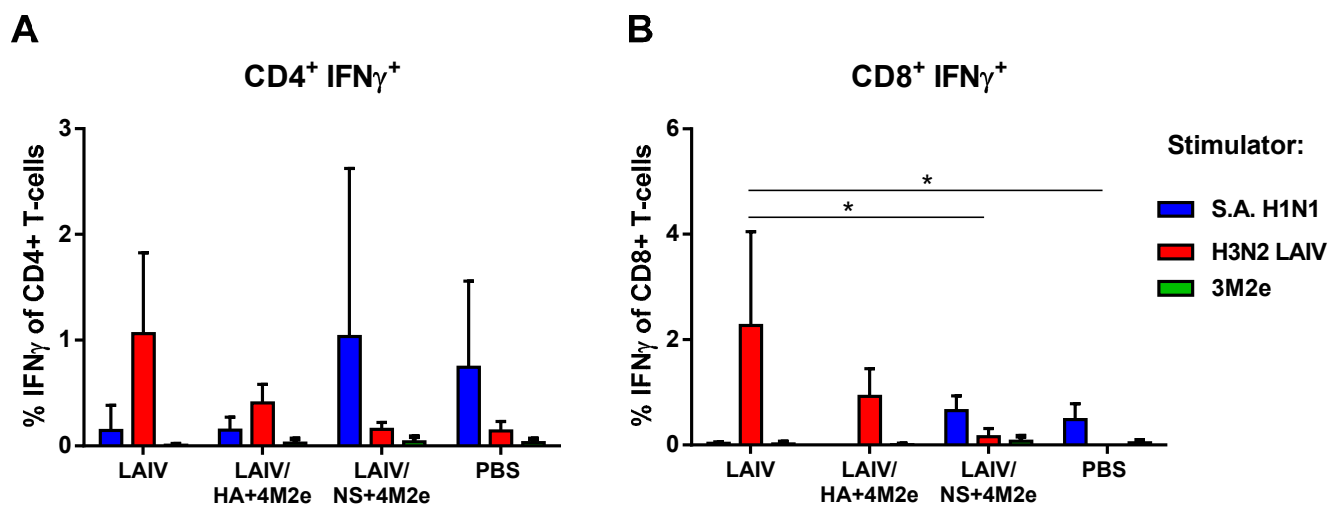 A
CD4+ IFNγ+
% IFNγ of CD4+ T-cells
3
2
1
0
LAIV
LAIV/
HA+4M2e
LAIV/
NS+4M2e
PBS
B
CD8+ IFNγ+
% IFNγ of CD8+ T-cells
6
4
2
0
*
*
LAIV
LAIV/
HA+4M2e
LAIV/
NS+4M2e
PBS
Stimulator:
S.A. H1N1
H3N2 LAIV
3M2e